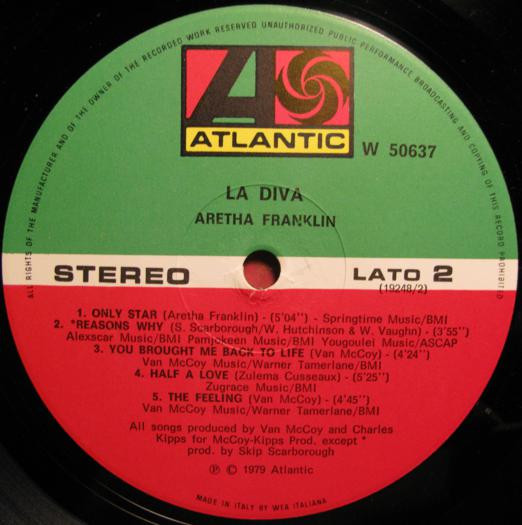 ALL RIGHTS OF THE MANUFACTURER AND OF THE OWNER OF THE RECORDED WORK RESERVED UNAUTHORIZED PUBLIC PERFORMANCE BROADCASTING AND COPYING OF THIS RECORD PROHIBITED
A
ATLANTIC
W 50637
LA DIVA
ARETHA FRANKLIN
STEREO LATO 2
(19248/2)
1. ONLY STAR (Aretha Franklin) - (5'04'') - Springtime Music/BMI
2. *REASONS WHY (S. Scarborough/W. Hutchinson & W. Vaughn) - (3'55'')
Alexscar Music/BMI Pamjokeen Music/BMI Yougoulei Music/ASCAP
3. YOU BROUGHT ME BACK TO LIFE (Van McCoy) - (4'24'')
Van McCoy Music/Warner Tamerlane/BMI
4. HALF A LOVE (Zulema Cusseaux) - (5'25'')
Zugrace Music/BMI
5. THE FEELING (Van McCoy) - (4'45'')
Van McCoy Music/Warner Tamerlane/BMI
All songs produced by Van McCoy and Charles
Kipps for McCoy-Kipps Prod. except *
prod. by Skip Scarborough
℗ © 1979 Atlantic
MADE IN ITALY BY WEA ITALIANA